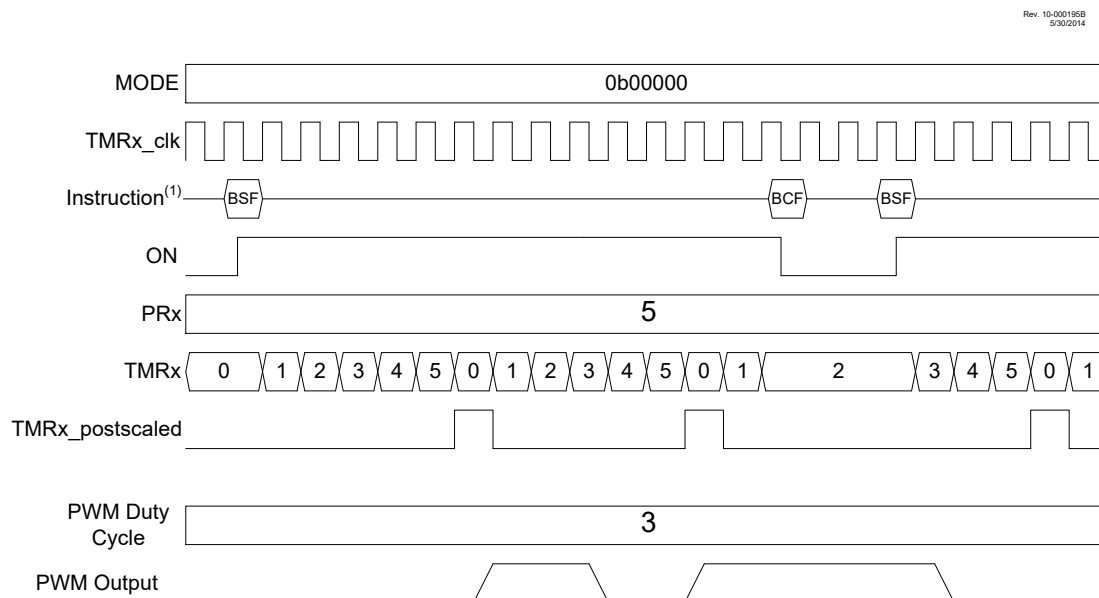 Rev. 10-000195B
5/30/2014
MODE 0b00000
TMRx_clk
Instruction(1) BSF BCF BSF
ON
PRx 5
TMRx 0 1 2 3 4 5 0 1 2 3 4 5 0 1 2 3 4 5 0 1
TMRx_postscaled
PWM Duty
Cycle 3
PWM Output